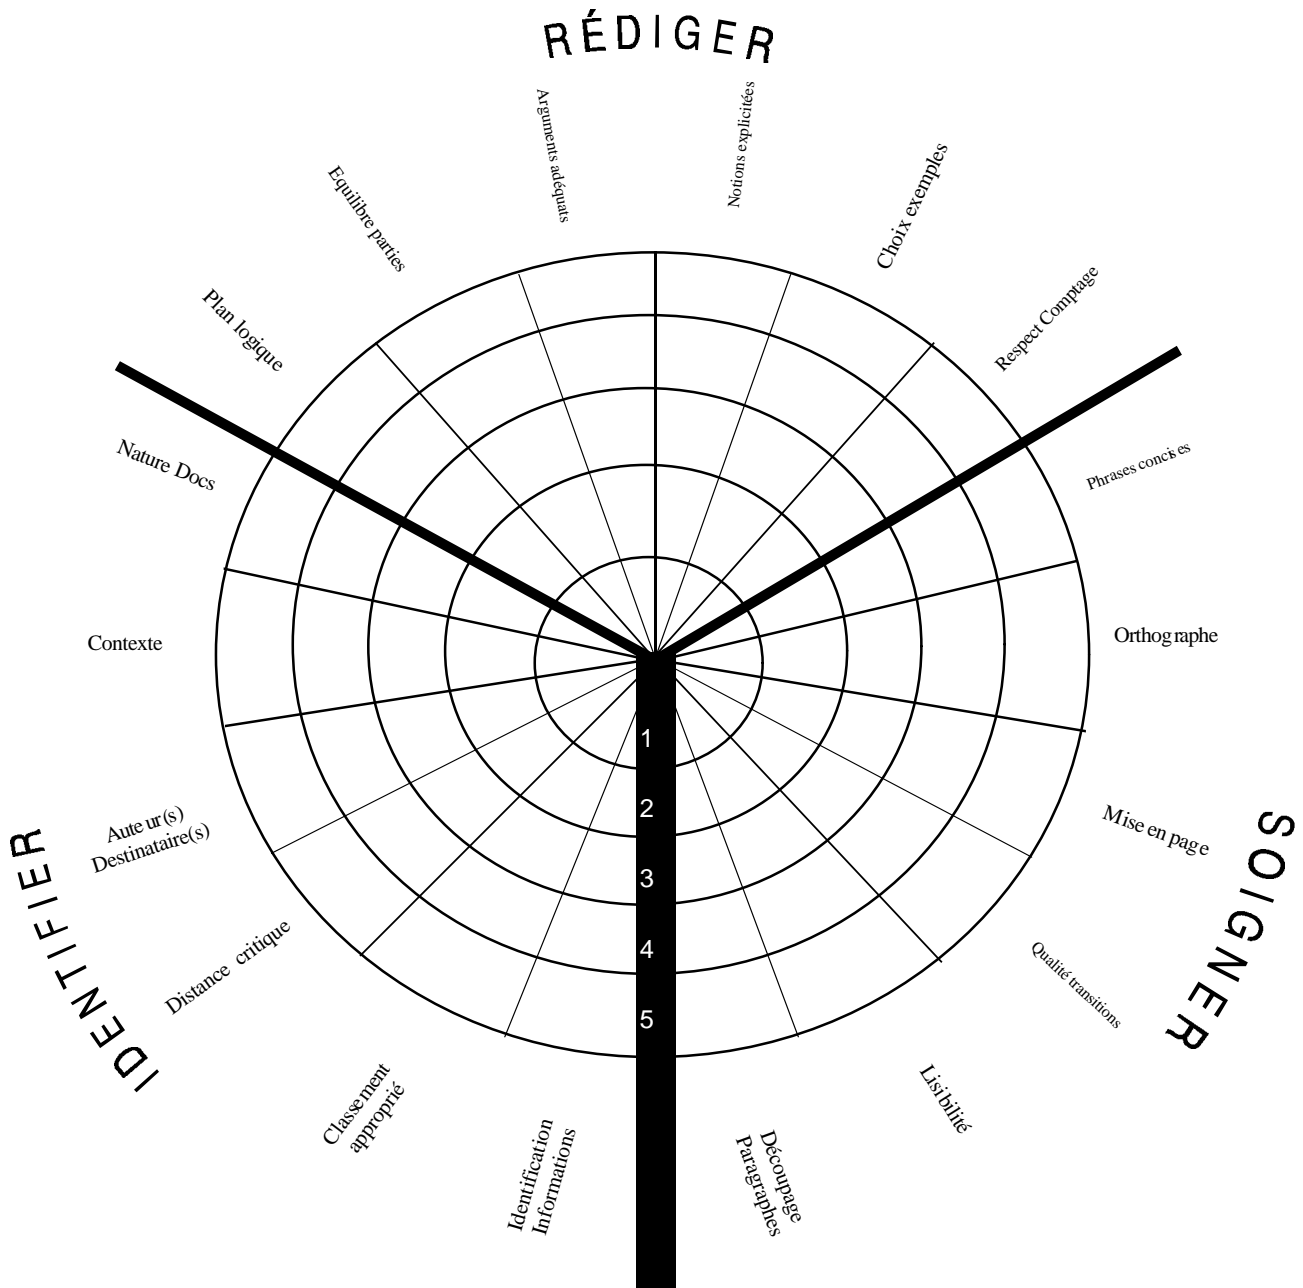 RÉDIGER
Arguments adéquats
Notions explicitées
Equilibre parties
Choix exemples
Plan logique
Respect Comptage
Nature Docs
Phrases concises
Contexte
Orthographe
Auteur(s)
Destinataire(s)
Mise en page
IDENTIFIER
SOIGNER
Distance critique
Qualité transitions
Classement
approprié
Lisibilité
Identification
Informations
Découpage
Paragraphes
1
2
3
4
5